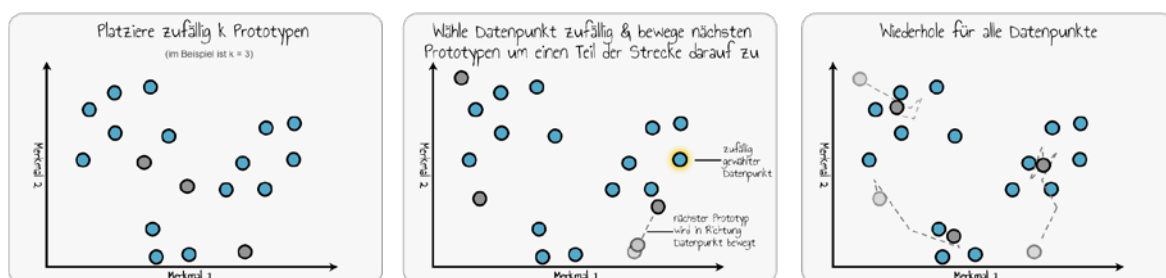 Platziere zufällig k Prototypen
(im Beispiel ist k = 3)
Merkmal 2
Merkmal 1
Wähle Datenpunkt zufällig & bewege nächsten
Prototypen um einen Teil der Strecke darauf zu
zufällig
gewählter
Datenpunkt
nächster Prototyp
wird in Richtung
Datenpunkt bewegt
Merkmal 2
Merkmal 1
Wiederhole für alle Datenpunkte
Merkmal 2
Merkmal 1